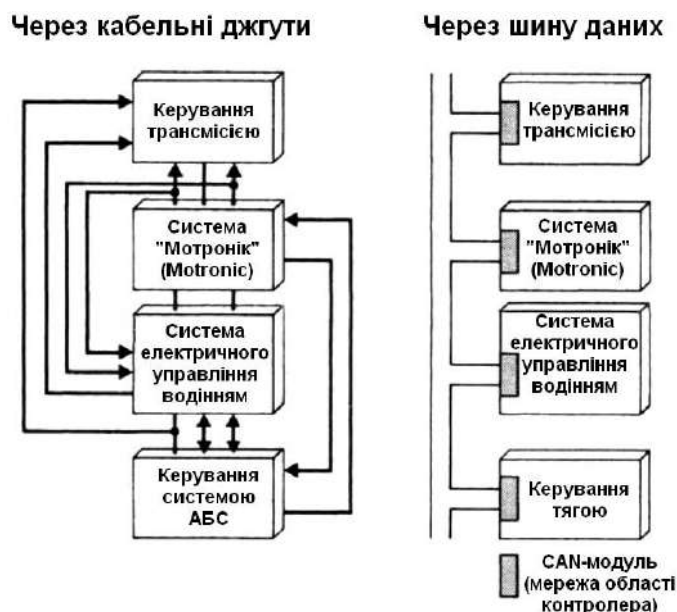 Через кабельні джгути
Керування
трансмісією
Система
"Мотронік"
(Motronic)
Система
електричного
управління
водінням
Керування
системою
АБС
Через шину даних
Керування
трансмісією
Система
"Мотронік"
(Motronic)
Система
електричного
управління
водінням
Керування
тягою
CAN-модуль
(мережа області
контролера)